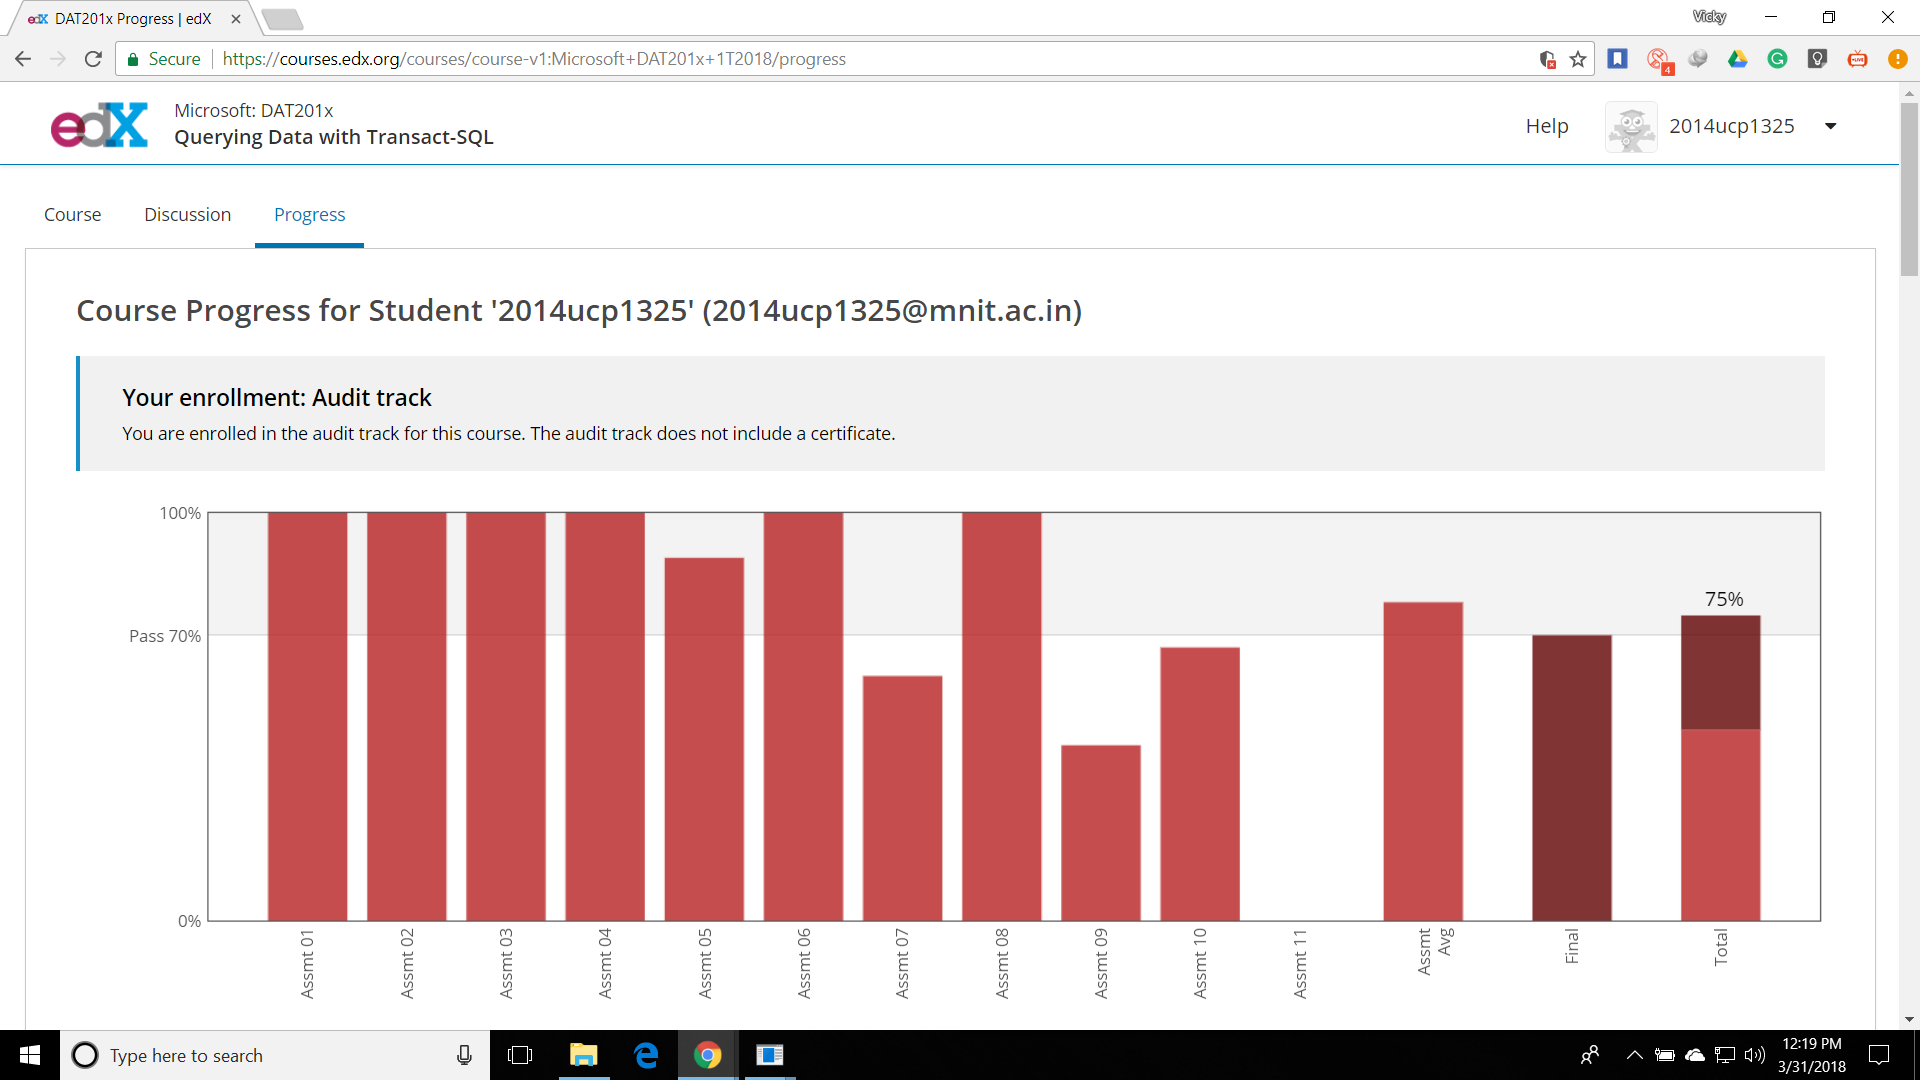 edX DAT201x Progress | edX
Vicky
Secure https://courses.edx.org/courses/course-v1:Microsoft+DAT201x+1T2018/progress
4
LIVE
edX
Microsoft: DAT201x
Querying Data with Transact-SQL
Help
2014ucp1325
Course
Discussion
Progress
Course Progress for Student '2014ucp1325' (2014ucp1325@mnit.ac.in)
Your enrollment: Audit track
You are enrolled in the audit track for this course. The audit track does not include a certificate.
100%
75%
Pass 70%
0%
Assmt 01
Assmt 02
Assmt 03
Assmt 04
Assmt 05
Assmt 06
Assmt 07
Assmt 08
Assmt 09
Assmt 10
Assmt 11
Assmt
Avg
Final
Total
Type here to search
12:19 PM
3/31/2018